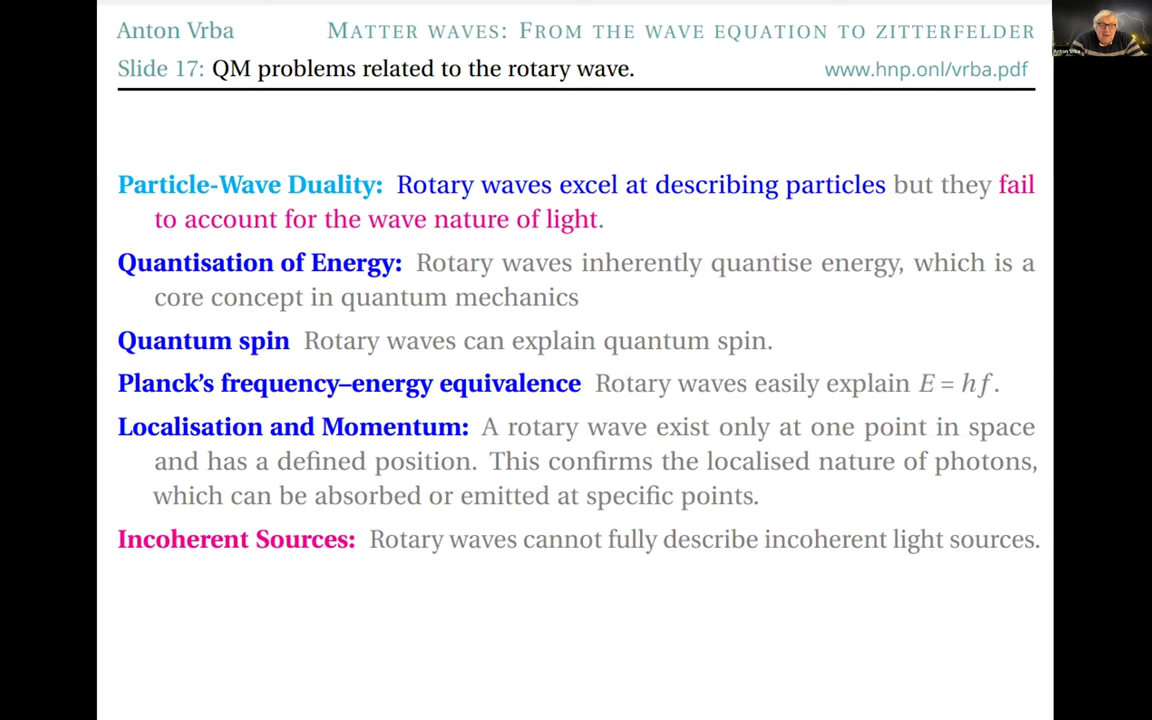 Anton Vrba MATTER WAVES: FROM THE WAVE EQUATION TO ZITTERFELDER
Slide 17: QM problems related to the rotary wave. www.hnp.onl/vrba.pdf
Particle-Wave Duality: Rotary waves excel at describing particles but they fail
to account for the wave nature of light.
Quantisation of Energy: Rotary waves inherently quantise energy, which is a
core concept in quantum mechanics
Quantum spin Rotary waves can explain quantum spin.
Planck's frequency–energy equivalence Rotary waves easily explain E = hf.
Localisation and Momentum: A rotary wave exist only at one point in space
and has a defined position. This confirms the localised nature of photons,
which can be absorbed or emitted at specific points.
Incoherent Sources: Rotary waves cannot fully describe incoherent light sources.
Anton Vrba